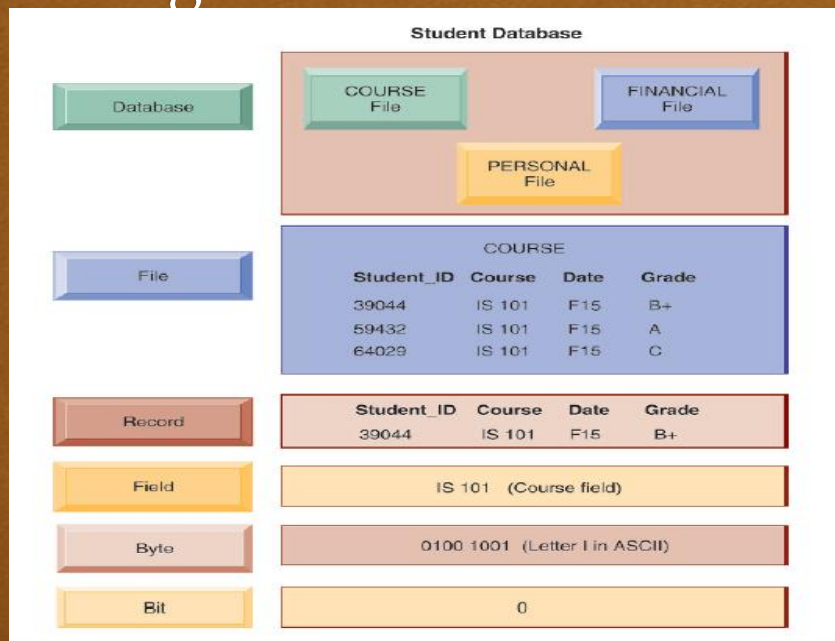 Student Database
Database
COURSE
File
FINANCIAL
File
PERSONAL
File
File
COURSE
Student_ID Course Date Grade
39044 IS 101 F15 B+
59432 IS 101 F15 A
64029 IS 101 F15 C
Record
Student_ID Course Date Grade
39044 IS 101 F15 B+
Field
IS 101 (Course field)
Byte
0100 1001 (Letter I in ASCII)
Bit
0